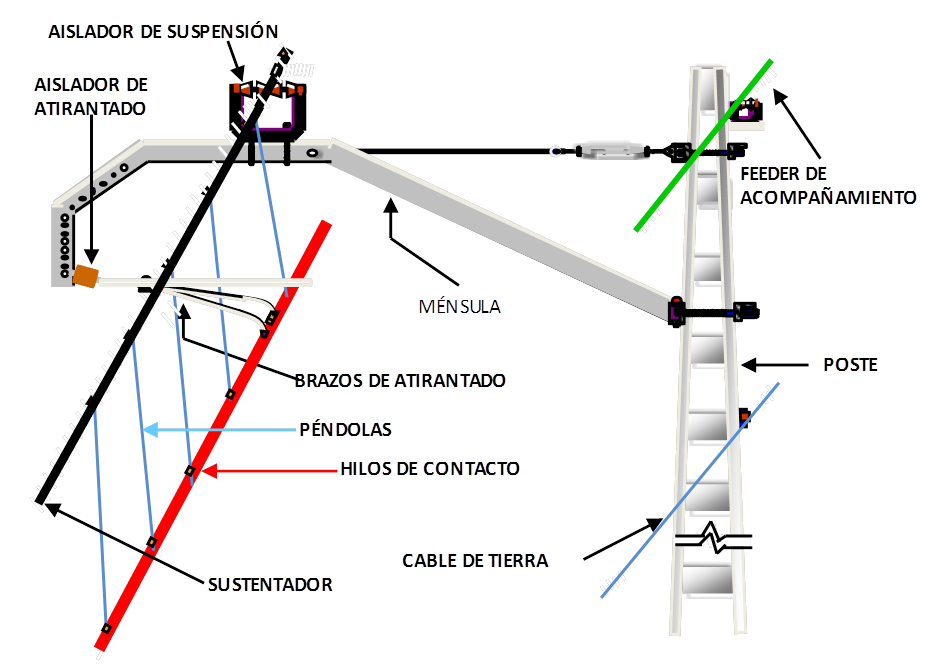 AISLADOR DE SUSPENSIÓN
AISLADOR DE
ATIRANTADO
FEEDER DE
ACOMPAÑAMIENTO
MÉNSULA
POSTE
BRAZOS DE ATIRANTADO
PÉNDOLAS
HILOS DE CONTACTO
CABLE DE TIERRA
SUSTENTADOR